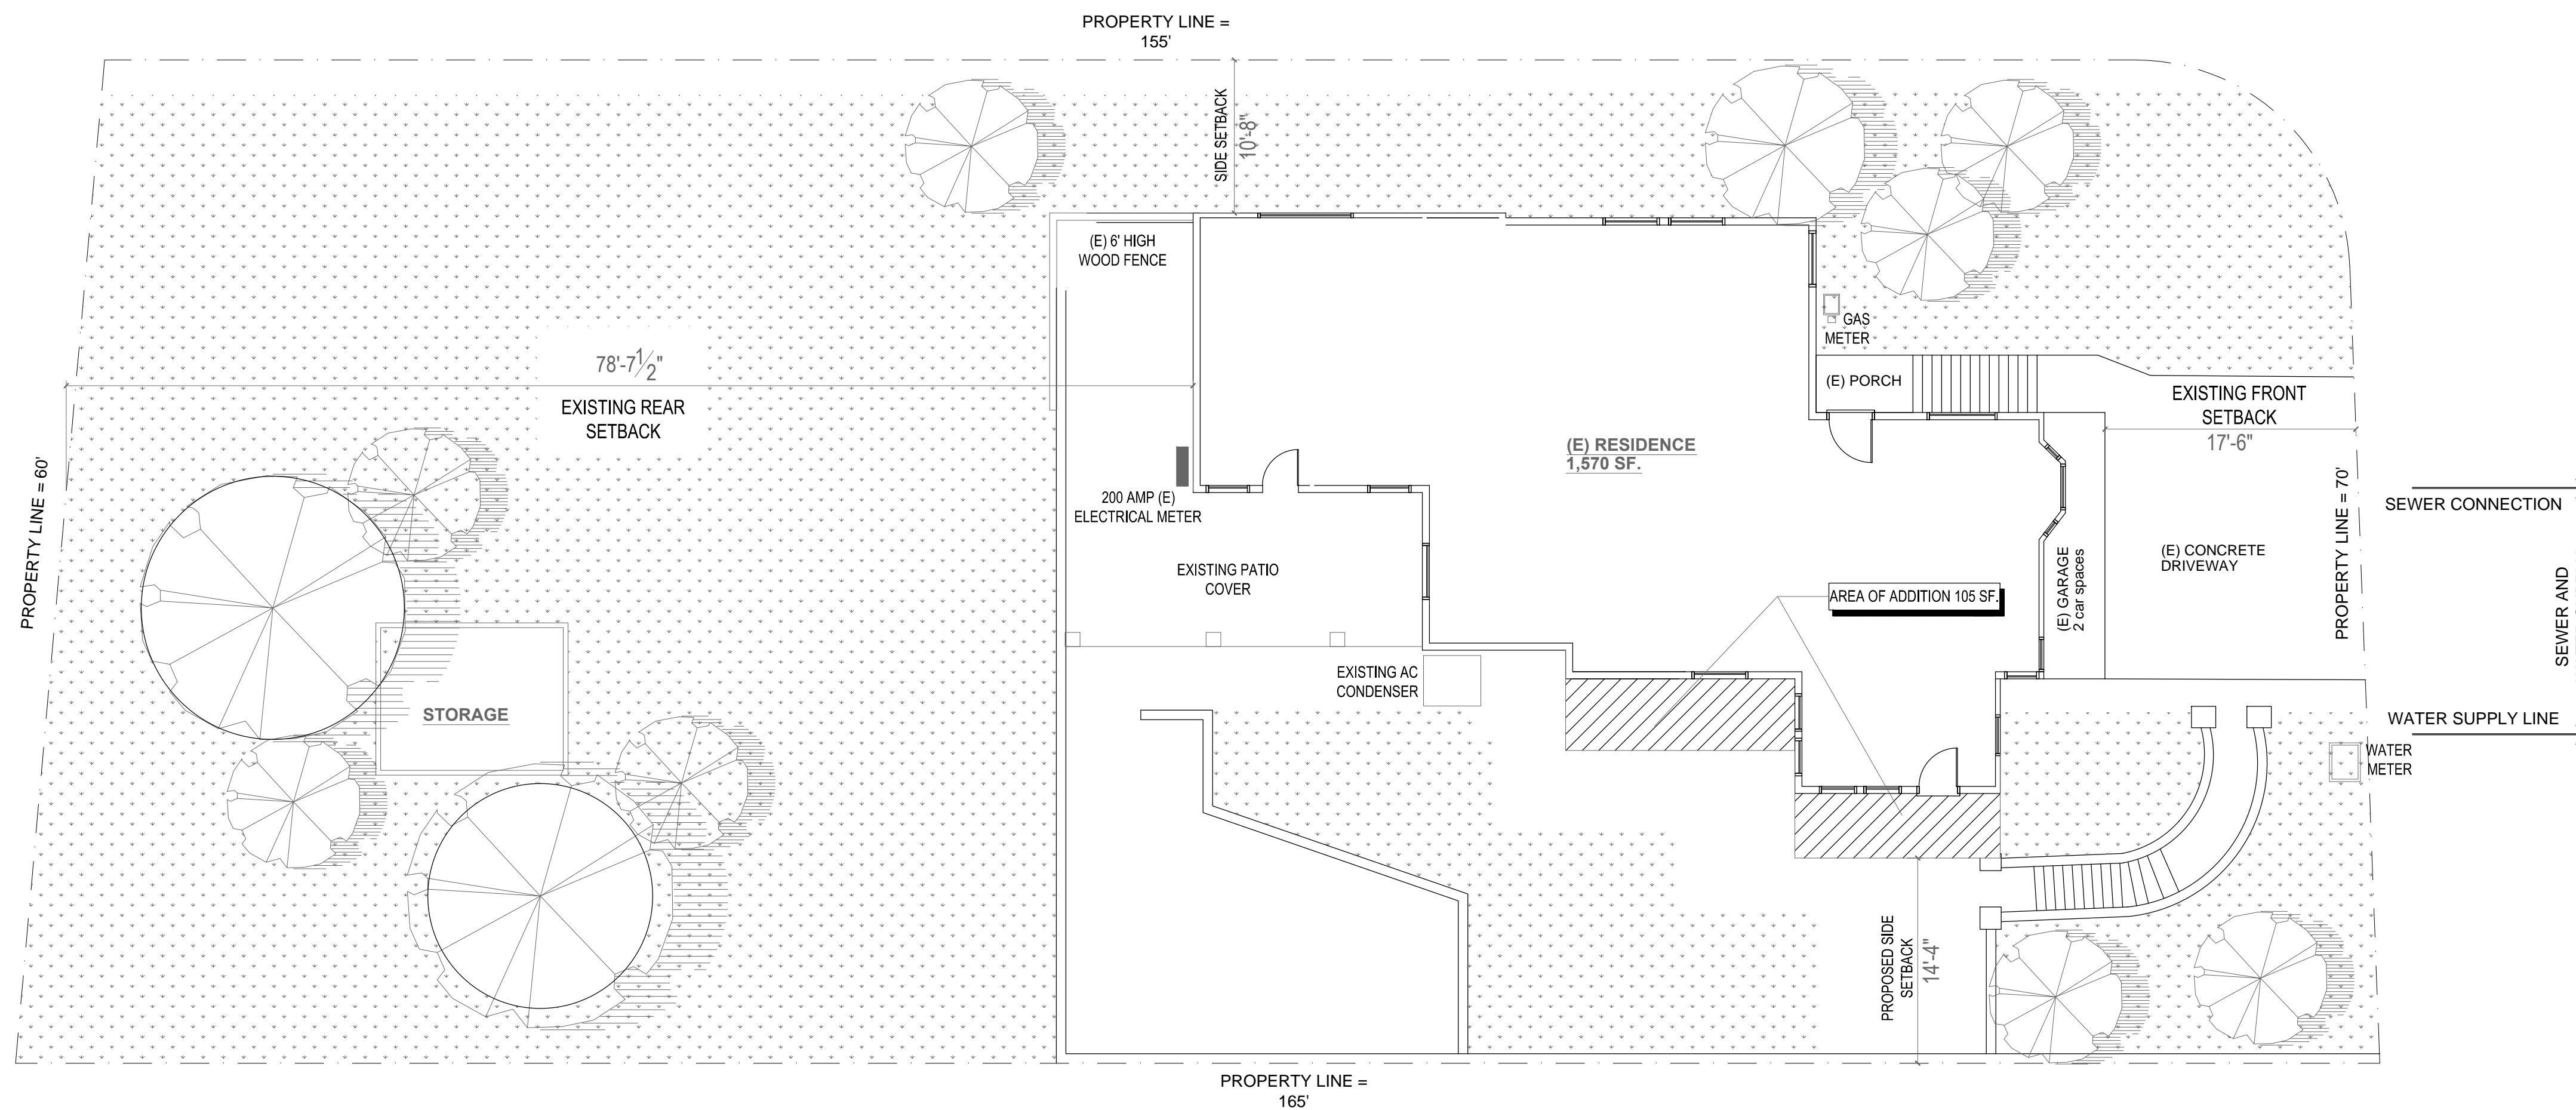 PROPERTY LINE =
155'
SIDE SETBACK
10'-8"
(E) 6' HIGH
WOOD FENCE
GAS
METER
78'-7 1/2"
EXISTING REAR
SETBACK
(E) PORCH
EXISTING FRONT
SETBACK
17'-6"
(E) RESIDENCE
1,570 SF.
PROPERTY LINE = 60'
200 AMP (E)
ELECTRICAL METER
PROPERTY LINE = 70'
SEWER CONNECTION
EXISTING PATIO
COVER
AREA OF ADDITION 105 SF.
(E) GARAGE
2 car spaces
(E) CONCRETE
DRIVEWAY
SEWER AND
EXISTING AC
CONDENSER
STORAGE
WATER SUPPLY LINE
WATER
METER
PROPOSED SIDE
SETBACK
14'-4"
PROPERTY LINE =
165'